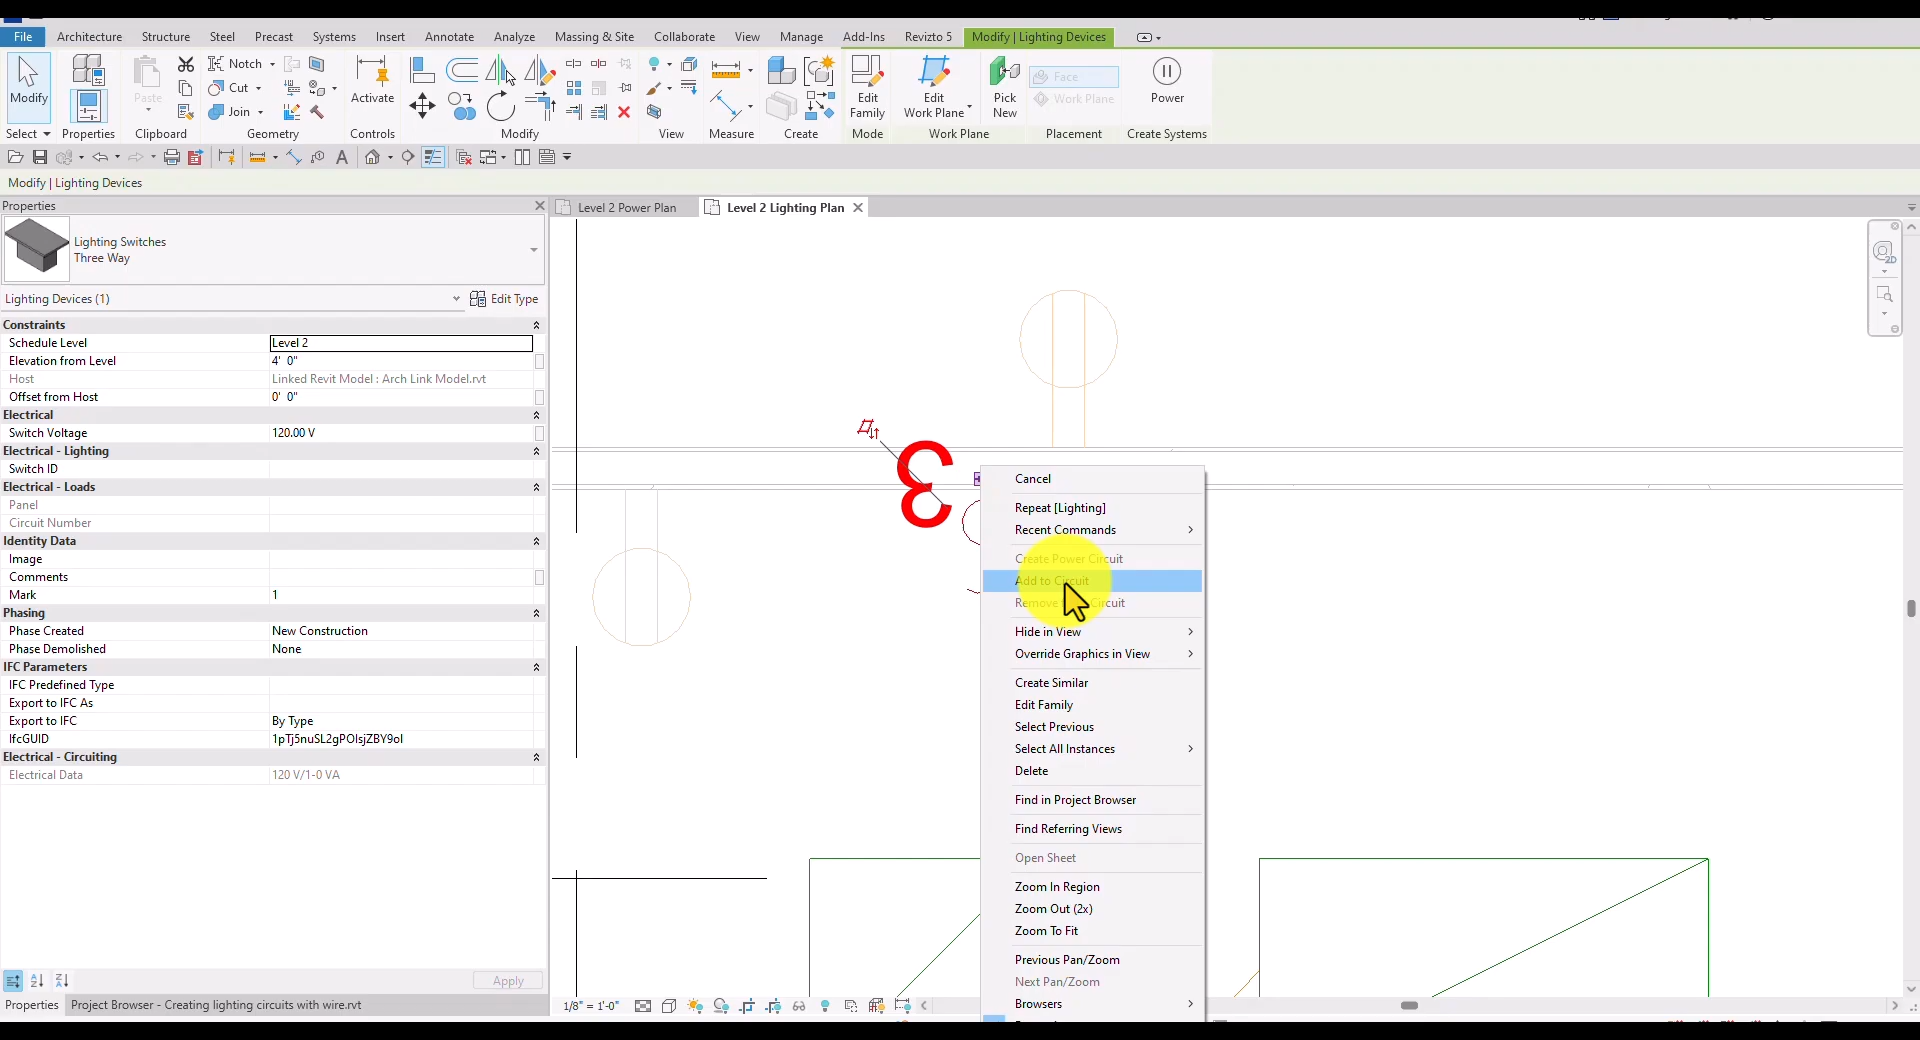 File Architecture Structure Steel Precast Systems Insert Annotate Analyze Massing & Site Collaborate View Manage Add-Ins Revizto 5 Modify | Lighting Devices
Modify
Paste
Notch
Cut
Join
Activate
Edit
Family
Edit
Work Plane
Pick
New
Face
Work Plane
Power
Select Properties Clipboard Geometry Controls Modify View Measure Create Mode Work Plane Placement Create Systems
Modify | Lighting Devices
Properties
Level 2 Power Plan Level 2 Lighting Plan
Lighting Switches
Three Way
Lighting Devices (1) Edit Type
Constraints
Schedule Level Level 2
Elevation from Level 4' 0"
Host Linked Revit Model : Arch Link Model.rvt
Offset from Host 0' 0"
Electrical
Switch Voltage 120.00 V
Electrical - Lighting
Switch ID
Electrical - Loads
Panel
Circuit Number
Identity Data
Image
Comments
Mark 1
Phasing
Phase Created New Construction
Phase Demolished None
IFC Parameters
IFC Predefined Type
Export to IFC As
Export to IFC By Type
IfcGUID 1pTj5nuSL2gPOIsjZBY9ol
Electrical - Circuiting
Electrical Data 120 V/1-0 VA
Apply
Properties Project Browser - Creating lighting circuits with wire.rvt
2D
3
Cancel
Repeat [Lighting]
Recent Commands
Create Power Circuit
Add to Circuit
Remove Circuit
Hide in View
Override Graphics in View
Create Similar
Edit Family
Select Previous
Select All Instances
Delete
Find in Project Browser
Find Referring Views
Open Sheet
Zoom In Region
Zoom Out (2x)
Zoom To Fit
Previous Pan/Zoom
Next Pan/Zoom
Browsers
1/8" = 1'-0"